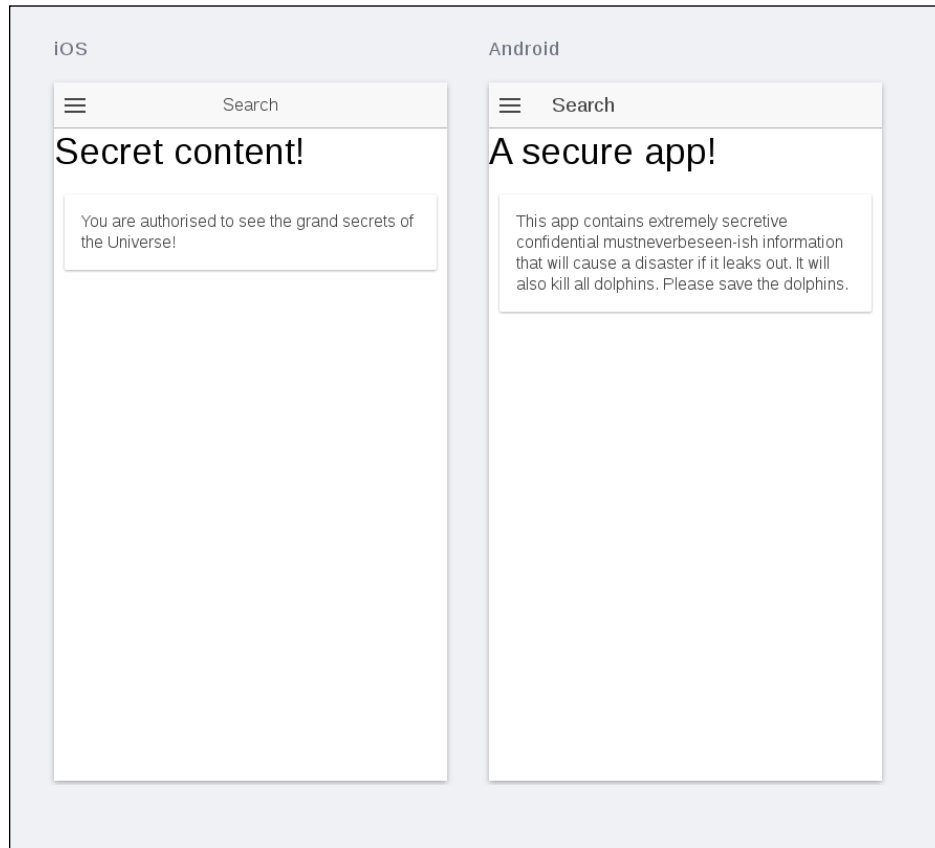 iOS
Search
Secret content!
You are authorised to see the grand secrets of
the Universe!
Android
Search
A secure app!
This app contains extremely secretive
confidential mustneverbeseen-ish information
that will cause a disaster if it leaks out. It will
also kill all dolphins. Please save the dolphins.